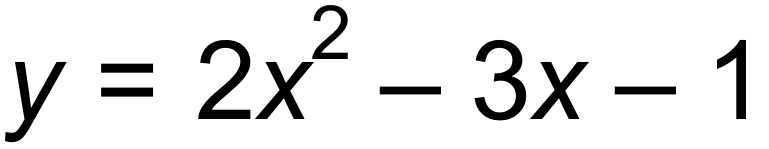 y = 2x² – 3x – 1